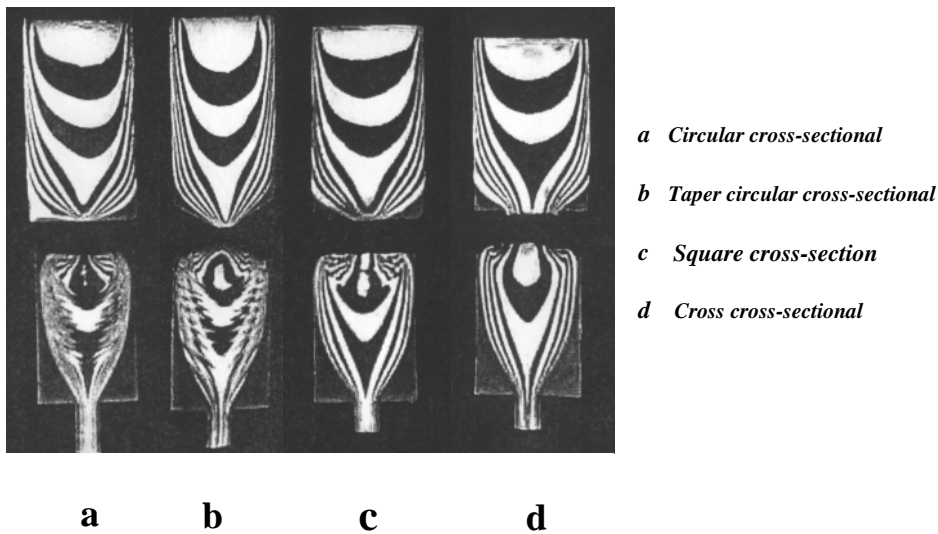 a Circular cross-sectional
b Taper circular cross-sectional
c Square cross-section
d Cross cross-sectional
a b c d